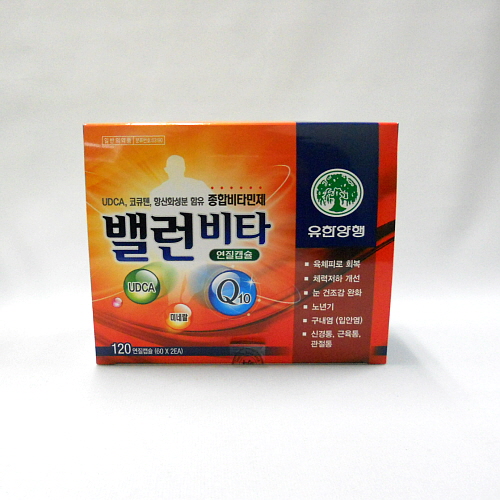 일반의약품
UDCA, 코큐텐, 항산화성분 함유 종합비타민제
밸런비타
연질캡슐
UDCA
Q10
미네랄
120 연질캡슐 (60 X 2EA)
유한양행
육체피로 회복
체력저하 개선
눈 건조감 완화
노년기
구내염 (입안염)
신경통, 근육통,
관절통